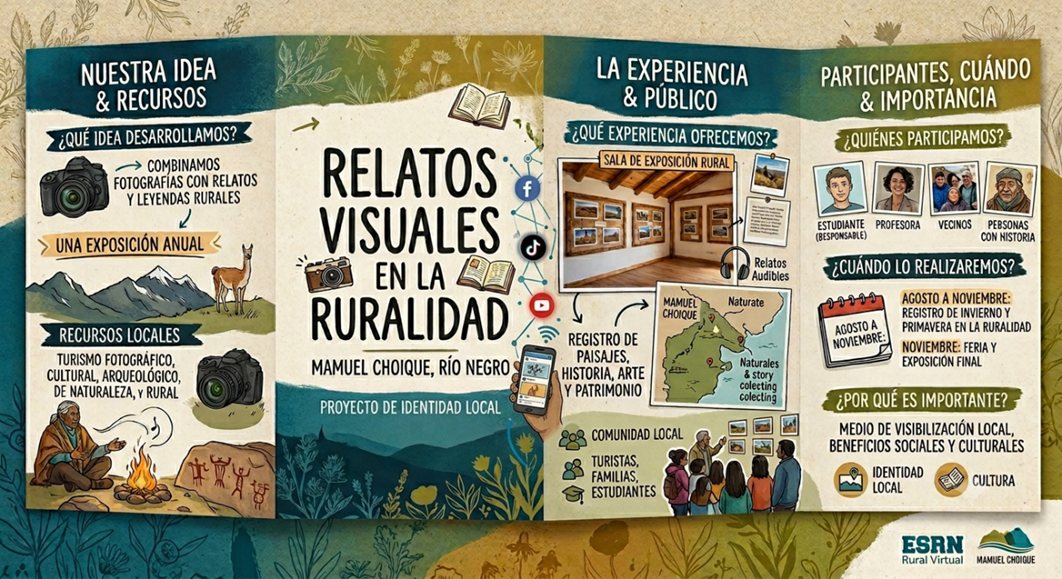 NUESTRA IDEA
& RECURSOS
¿QUÉ IDEA DESARROLLAMOS?
COMBINAMOS
FOTOGRAFÍAS CON RELATOS
Y LEYENDAS RURALES
UNA EXPOSICIÓN ANUAL
RECURSOS LOCALES
TURISMO FOTOGRÁFICO,
CULTURAL, ARQUEOLÓGICO,
DE NATURALEZA, y RURAL
RELATOS
VISUALES
EN LA
RURALIDAD
MAMUEL CHOIQUE, RÍO NEGRO
PROYECTO DE IDENTIDAD LOCAL
LA EXPERIENCIA
& PÚBLICO
¿QUÉ EXPERIENCIA OFRECEMOS?
SALA DE EXPOSICIÓN RURAL
Relatos
Audibles
REGISTRO DE
PAISAJES,
HISTORIA, ARTE
Y PATRIMONIO
MAMUEL
CHOIQUE
Naturate
Naturales
& story
colecting
colecting
COMUNIDAD LOCAL
TURISTAS,
FAMILIAS,
ESTUDIANTES
PARTICIPANTES, CUÁNDO
& IMPORTANCIA
¿QUIÉNES PARTICIPAMOS?
ESTUDIANTE
(RESPONSABLE)
PROFESORA
VECINOS
PERSONAS
CON HISTORIA
¿CUÁNDO LO REALIZAREMOS?
AGOSTO A
NOVIEMBRE:
AGOSTO A NOVIEMBRE:
REGISTRO DE INVIERNO Y
PRIMAVERA EN LA RURALIDAD
NOVIEMBRE: FERIA Y
EXPOSICIÓN FINAL
¿POR QUÉ ES IMPORTANTE?
MEDIO DE VISIBILIZACIÓN LOCAL,
BENEFICIOS SOCIALES Y CULTURALES
IDENTIDAD
LOCAL
CULTURA
ESRN
Rural Virtual
MAMUEL CHOIQUE